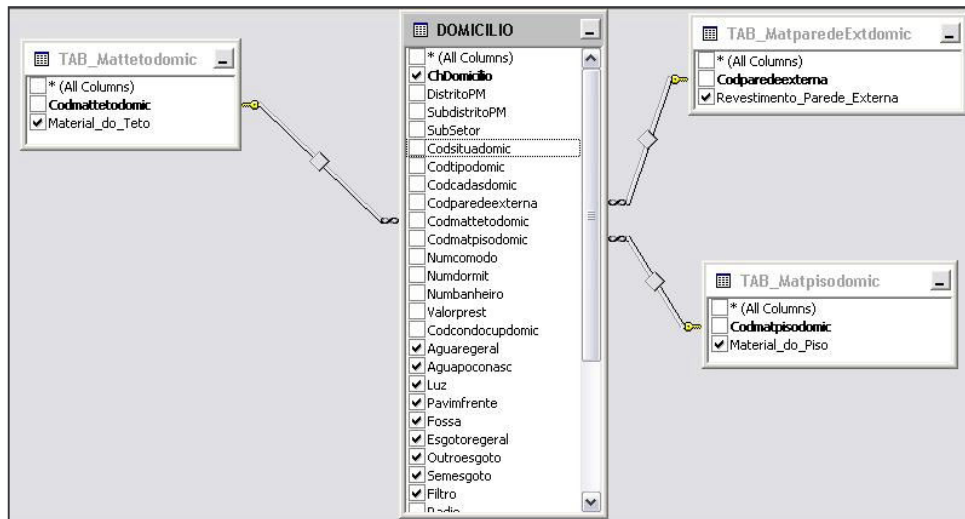 TAB_Mattetodomic
* (All Columns)
Codmattetodomic
Material_do_Teto
DOMICILIO
* (All Columns)
ChDomicilio
DistritoPM
SubdistritoPM
SubSetor
Codsituadomic
Codtipodomic
Codcadasdomic
Codparedeexterna
Codmattetodomic
Codmatpisodomic
Numcomodo
Numdormit
Numbanheiro
Valorprest
Codcondocupdomic
Aguaregeral
Aguapoconasc
Luz
Pavimfrente
Fossa
Esgotoregeral
Outroesgoto
Semesgoto
Filtro
Radio
TAB_MatparedeExtdomic
* (All Columns)
Codparedeexterna
Revestimento_Parede_Externa
TAB_Matpisodomic
* (All Columns)
Codmatpisodomic
Material_do_Piso